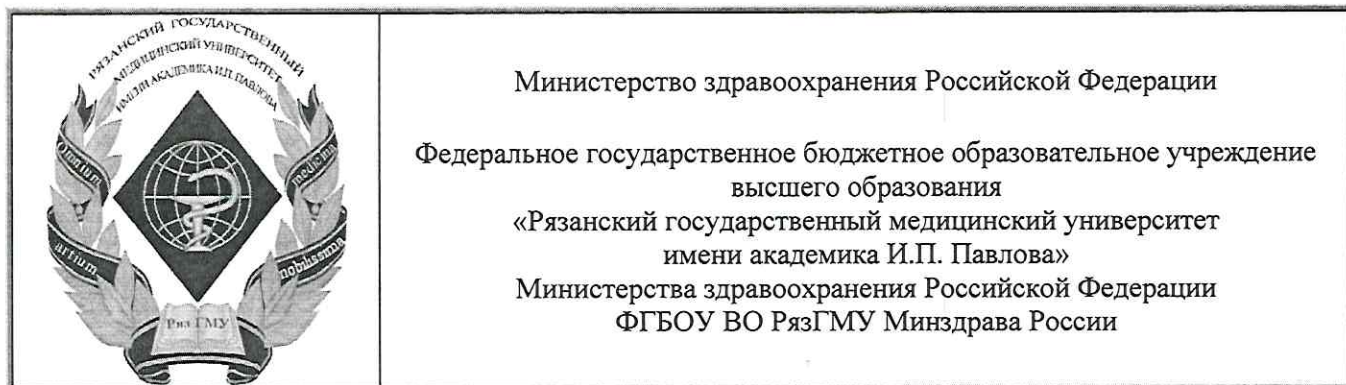 РЯЗАНСКИЙ ГОСУДАРСТВЕННЫЙ
МЕДИЦИНСКИЙ УНИВЕРСИТЕТ
ИМЕНИ АКАДЕМИКА И.П. ПАВЛОВА
Omnium
medicina
artium
nobilissima
Ряз ГМУ
Министерство здравоохранения Российской Федерации
Федеральное государственное бюджетное образовательное учреждение
высшего образования
«Рязанский государственный медицинский университет
имени академика И.П. Павлова»
Министерства здравоохранения Российской Федерации
ФГБОУ ВО РязГМУ Минздрава России